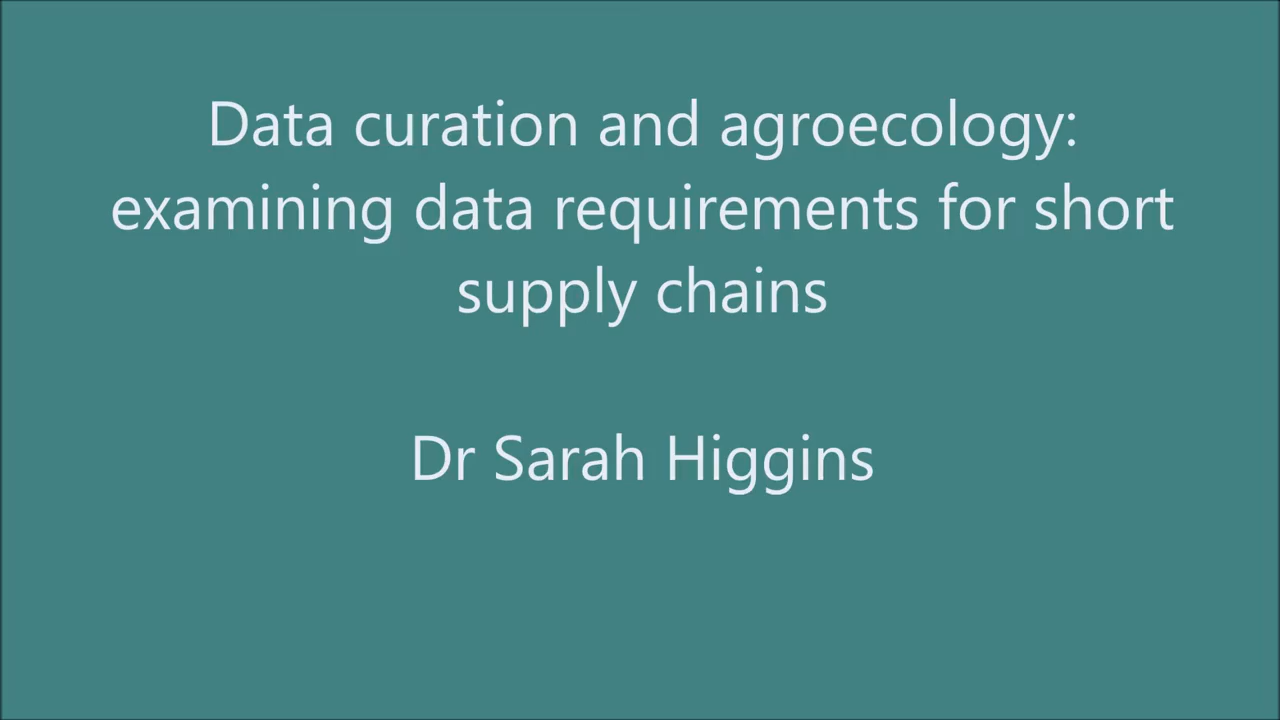 Data curation and agroecology:
examining data requirements for short
supply chains
Dr Sarah Higgins